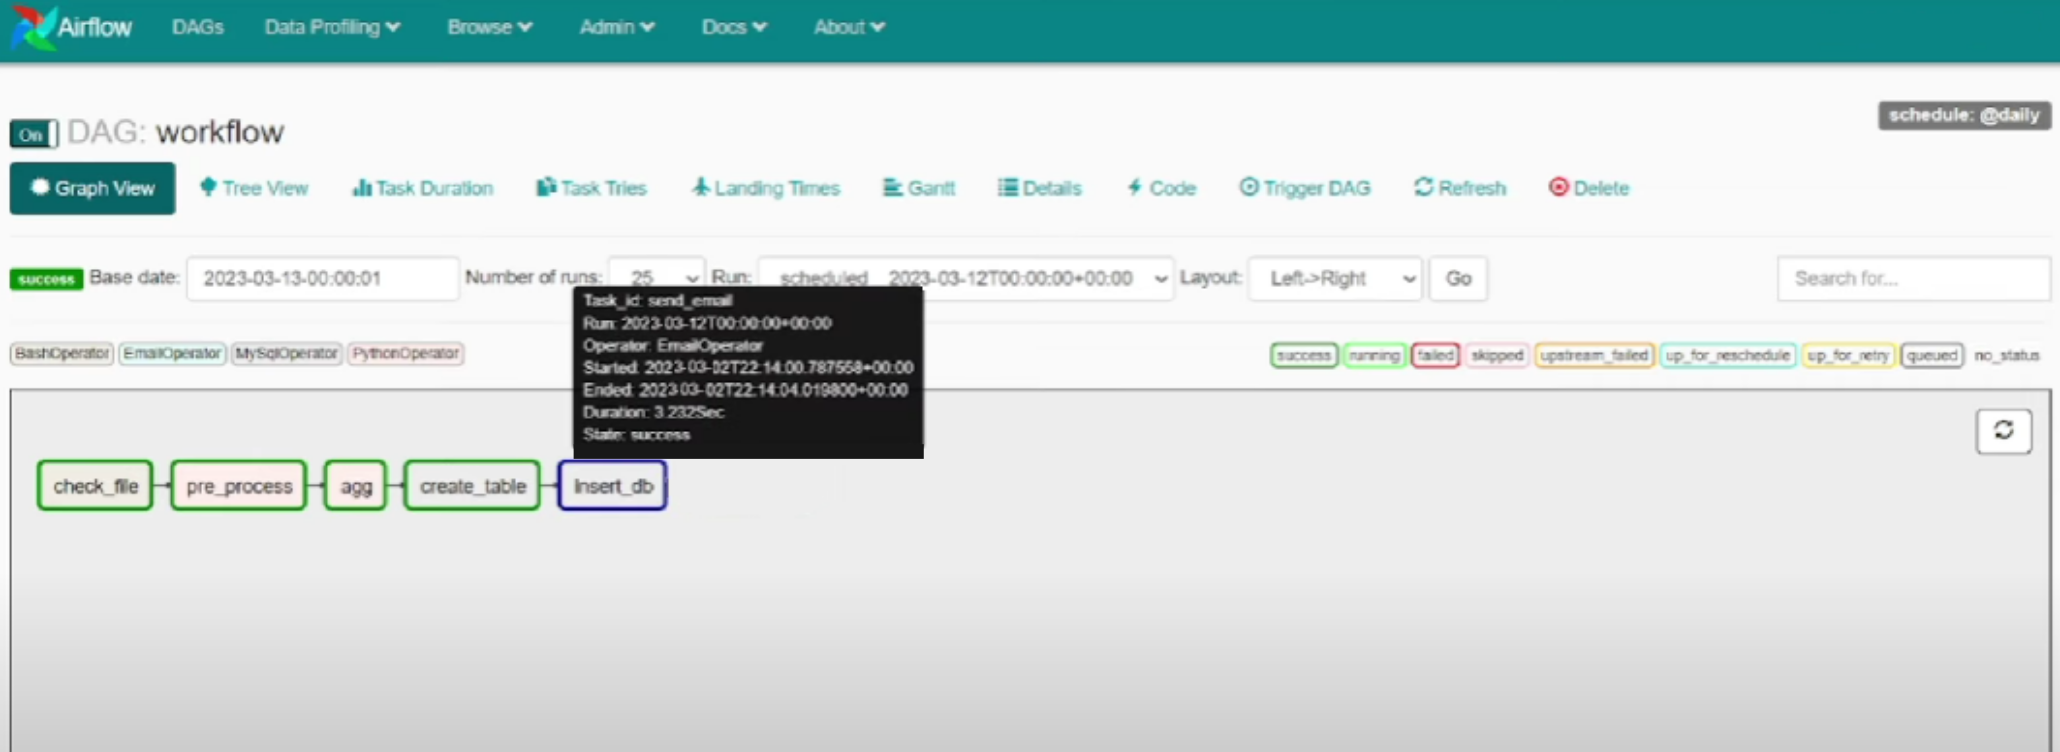 Airflow DAGs Data Profiling Browse Admin Docs About
schedule: @daily
On DAG: workflow
Graph View Tree View Task Duration Task Tries Landing Times Gantt Details Code Trigger DAG Refresh Delete
success Base date: 2023-03-13-00:00:01 Number of runs: 25 Run: scheduled 2023-03-12T00:00:00+00:00 Layout: Left->Right Go Search for...
Task_id: send_email
Run: 2023-03-12T00:00:00+00:00
Operator: EmailOperator
Started: 2023-03-02T22:14:00.787558+00:00
Ended: 2023-03-02T22:14:04.019800+00:00
Duration: 3.232Sec
State: success
BashOperator EmailOperator MySqlOperator PythonOperator success running failed skipped upstream_failed up_for_reschedule up_for_retry queued no_status
check_file pre_process agg create_table insert_db